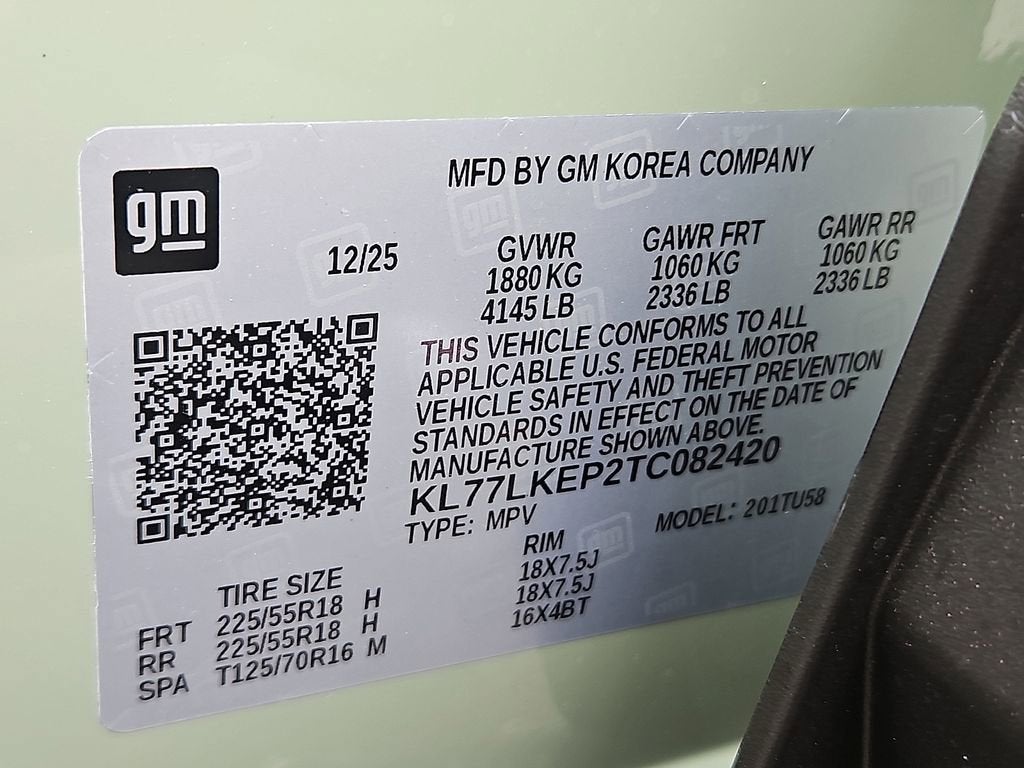 gm
MFD BY GM KOREA COMPANY
12/25
GVWR
1880 KG
4145 LB
GAWR FRT
1060 KG
2336 LB
GAWR RR
1060 KG
2336 LB
THIS VEHICLE CONFORMS TO ALL
APPLICABLE U.S. FEDERAL MOTOR
VEHICLE SAFETY AND THEFT PREVENTION
STANDARDS IN EFFECT ON THE DATE OF
MANUFACTURE SHOWN ABOVE.
KL77LKEP2TC082420
TYPE: MPV MODEL: 201TU58
TIRE SIZE RIM
FRT 225/55R18 H 18X7.5J
RR 225/55R18 H 18X7.5J
SPA T125/70R16 M 16X4BT